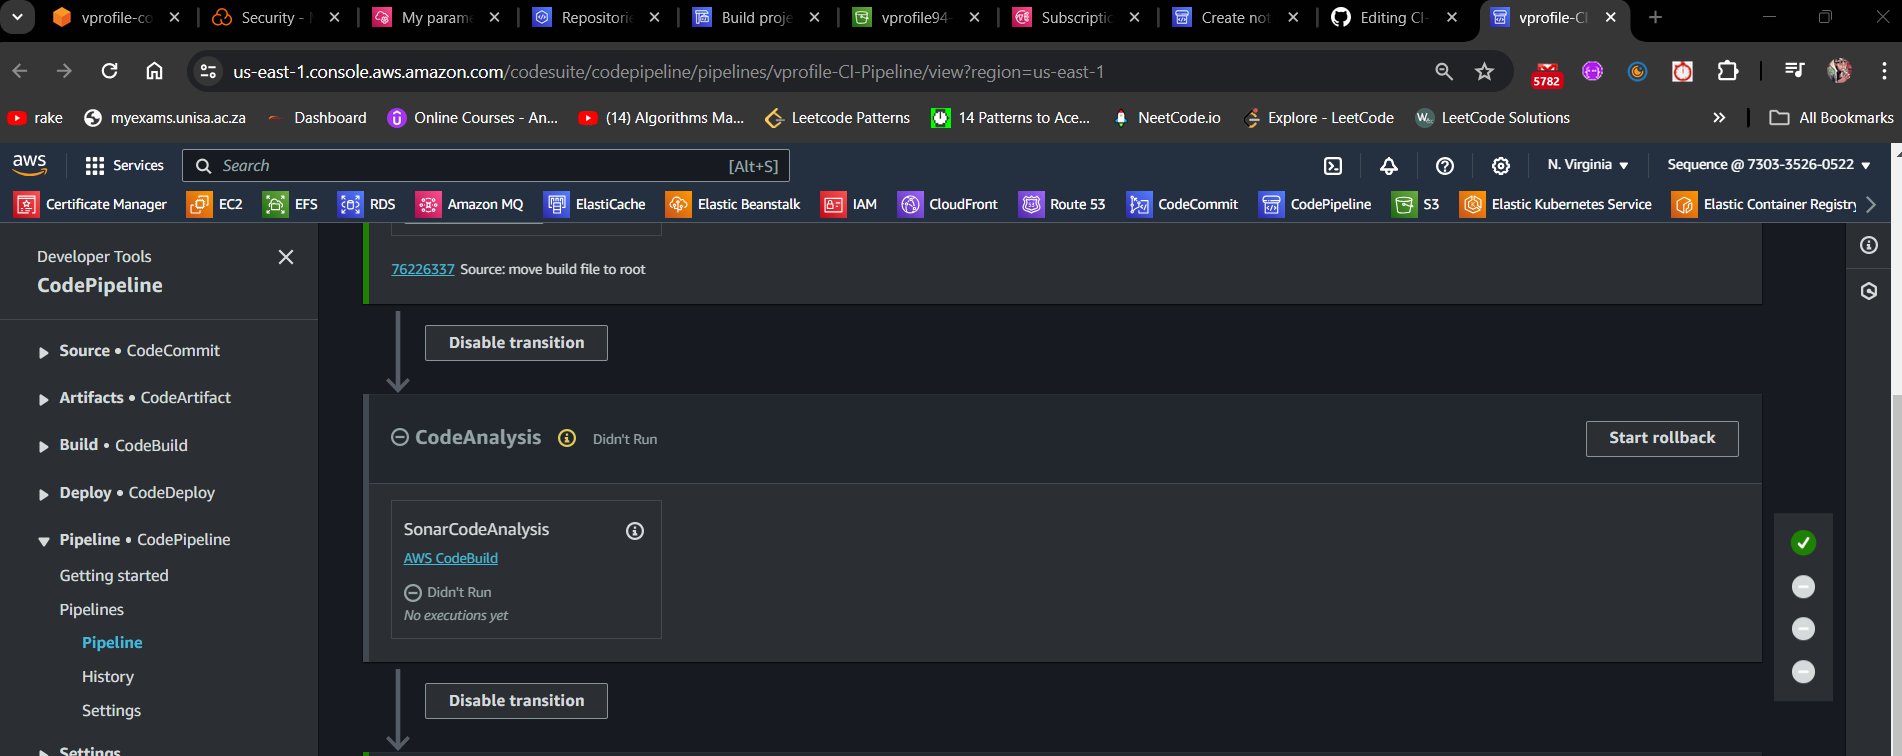 vprofile-co
Security -
My parame
Repositorie
Build proje
vprofile94-
Subscriptio
Create not
Editing CI-
vprofile-CI
us-east-1.console.aws.amazon.com/codesuite/codepipeline/pipelines/vprofile-CI-Pipeline/view?region=us-east-1
5782
rake
myexams.unisa.ac.za
Dashboard
Online Courses - An...
(14) Algorithms Ma...
Leetcode Patterns
14 Patterns to Ace...
NeetCode.io
Explore - LeetCode
LeetCode Solutions
All Bookmarks
aws
Services
Search
[Alt+S]
N. Virginia
Sequence @ 7303-3526-0522
Certificate Manager
EC2
EFS
RDS
Amazon MQ
ElastiCache
Elastic Beanstalk
IAM
CloudFront
Route 53
CodeCommit
CodePipeline
S3
Elastic Kubernetes Service
Elastic Container Registry
Developer Tools
CodePipeline
Source • CodeCommit
Artifacts • CodeArtifact
Build • CodeBuild
Deploy • CodeDeploy
Pipeline • CodePipeline
Getting started
Pipelines
Pipeline
History
Settings
Settings
76226337 Source: move build file to root
Disable transition
CodeAnalysis
Didn't Run
Start rollback
SonarCodeAnalysis
AWS CodeBuild
Didn't Run
No executions yet
Disable transition